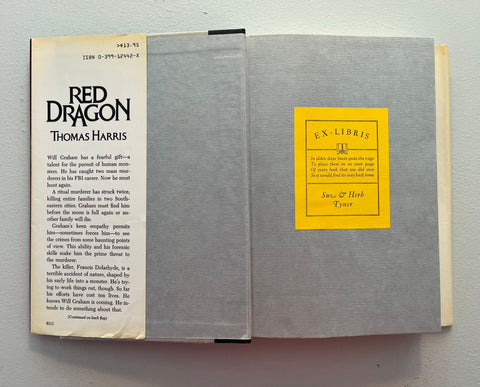 >$13.95
ISBN 0-399-12442-X
RED
DRAGON
THOMAS HARRIS
Will Graham has a fearful gift—a
talent for the pursuit of human mon-
sters. He has caught two mass mur-
derers in his FBI career. Now he must
hunt again.
A ritual murderer has struck twice,
killing entire families in two South-
eastern cities. Graham must find him
before the moon is full again or an-
other family will die.
Graham's keen empathy permits
him—sometimes forces him—to see
the crimes from some haunting points
of view. This ability and his forensic
skills make him the prime threat to
the murderer.
The killer, Francis Dolarhyde, is a
terrible accident of nature, shaped by
his early life into a monster. He's try-
ing to work things out, though. So far
his efforts have cost ten lives. He
knows Will Graham is coming. He in-
tends to do something about that.
(Continued on back flap)
EX-LIBRIS
In olden days 'twas quite the rage
To place these on an inner page
Of every book that one did own
So it would find its way back home
Sue & Herb
Tyner